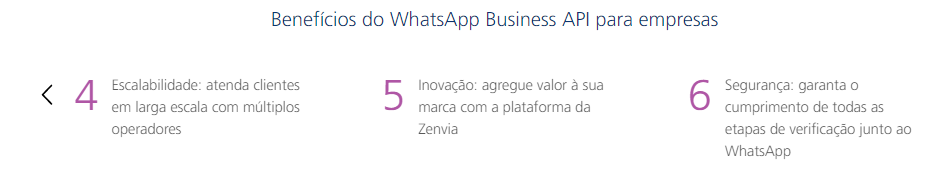 Benefícios do WhatsApp Business API para empresas
4
Escalabilidade: atenda clientes
em larga escala com múltiplos
operadores
5
Inovação: agregue valor à sua
marca com a plataforma da
Zenvia
6
Segurança: garanta o
cumprimento de todas as
etapas de verificação junto ao
WhatsApp